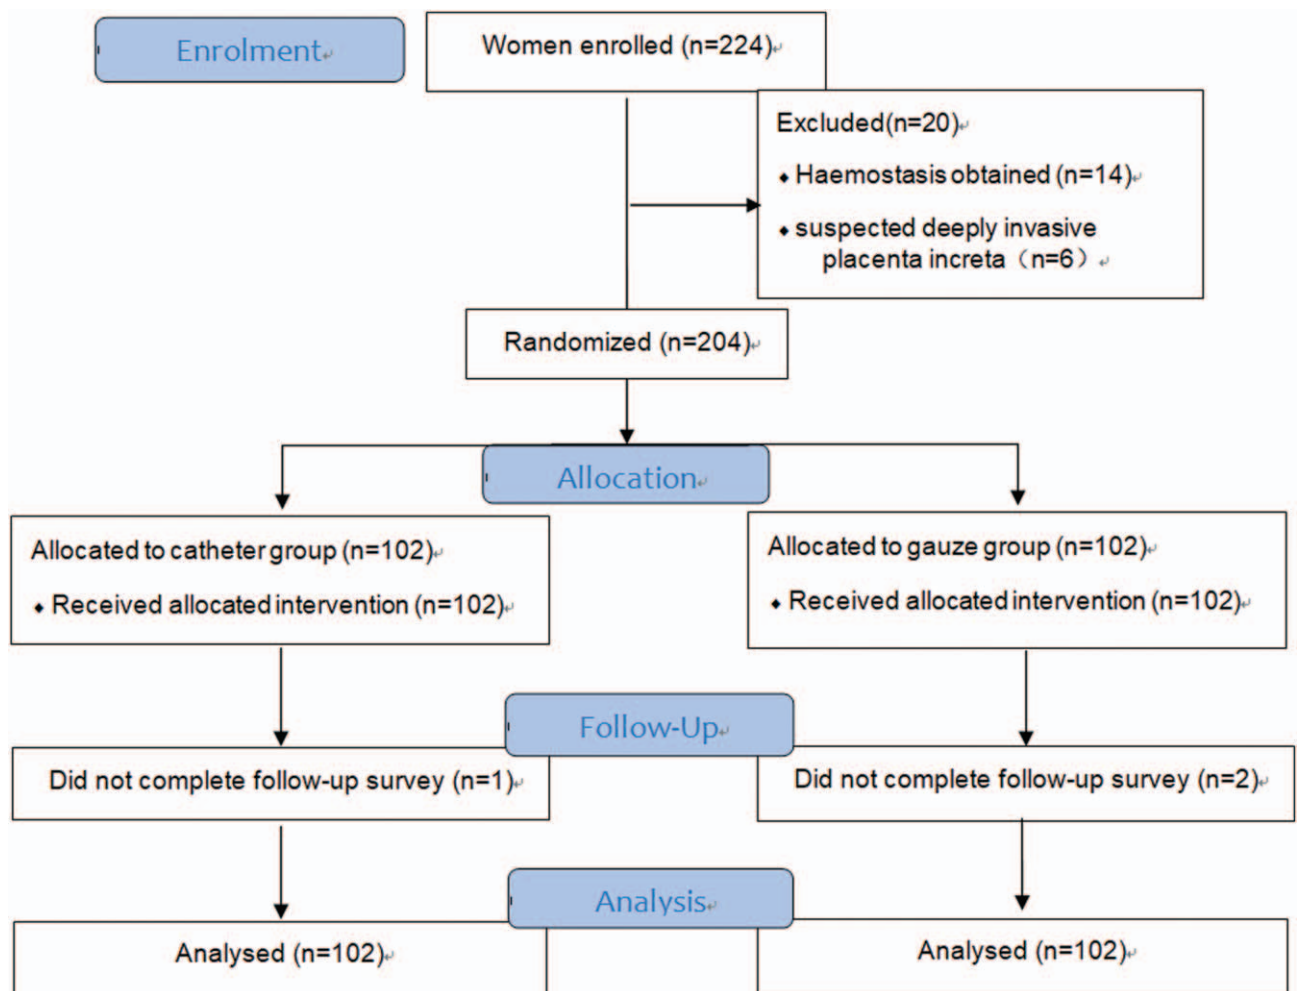 Enrolment
Women enrolled (n=224)
Excluded(n=20)
⬥ Haemostasis obtained (n=14)
⬥ suspected deeply invasive
placenta increta（n=6）
Randomized (n=204)
Allocation
Allocated to catheter group (n=102)
⬥ Received allocated intervention (n=102)
Allocated to gauze group (n=102)
⬥ Received allocated intervention (n=102)
Follow-Up
Did not complete follow-up survey (n=1)
Did not complete follow-up survey (n=2)
Analysis
Analysed (n=102)
Analysed (n=102)